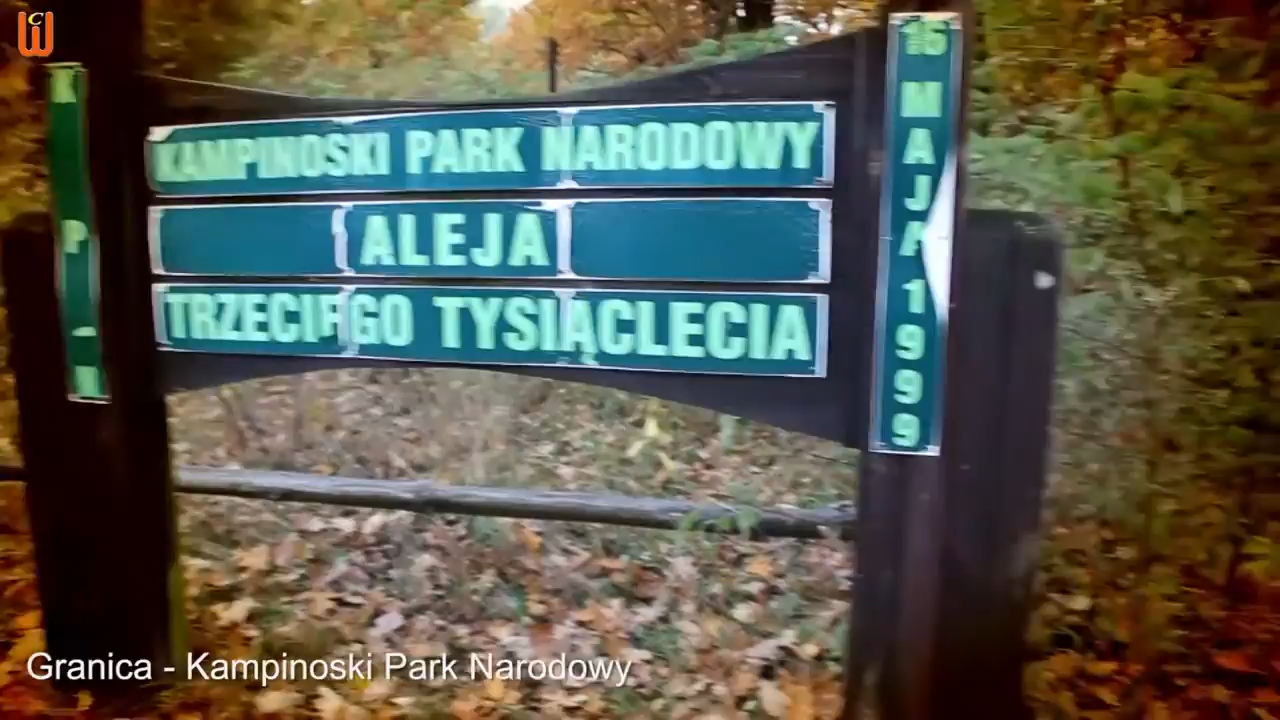 KAMPINOSKI PARK NARODOWY
ALEJA
TRZECIEGO TYSIĄCLECIA
15 MAJA 1999
Granica - Kampinoski Park Narodowy